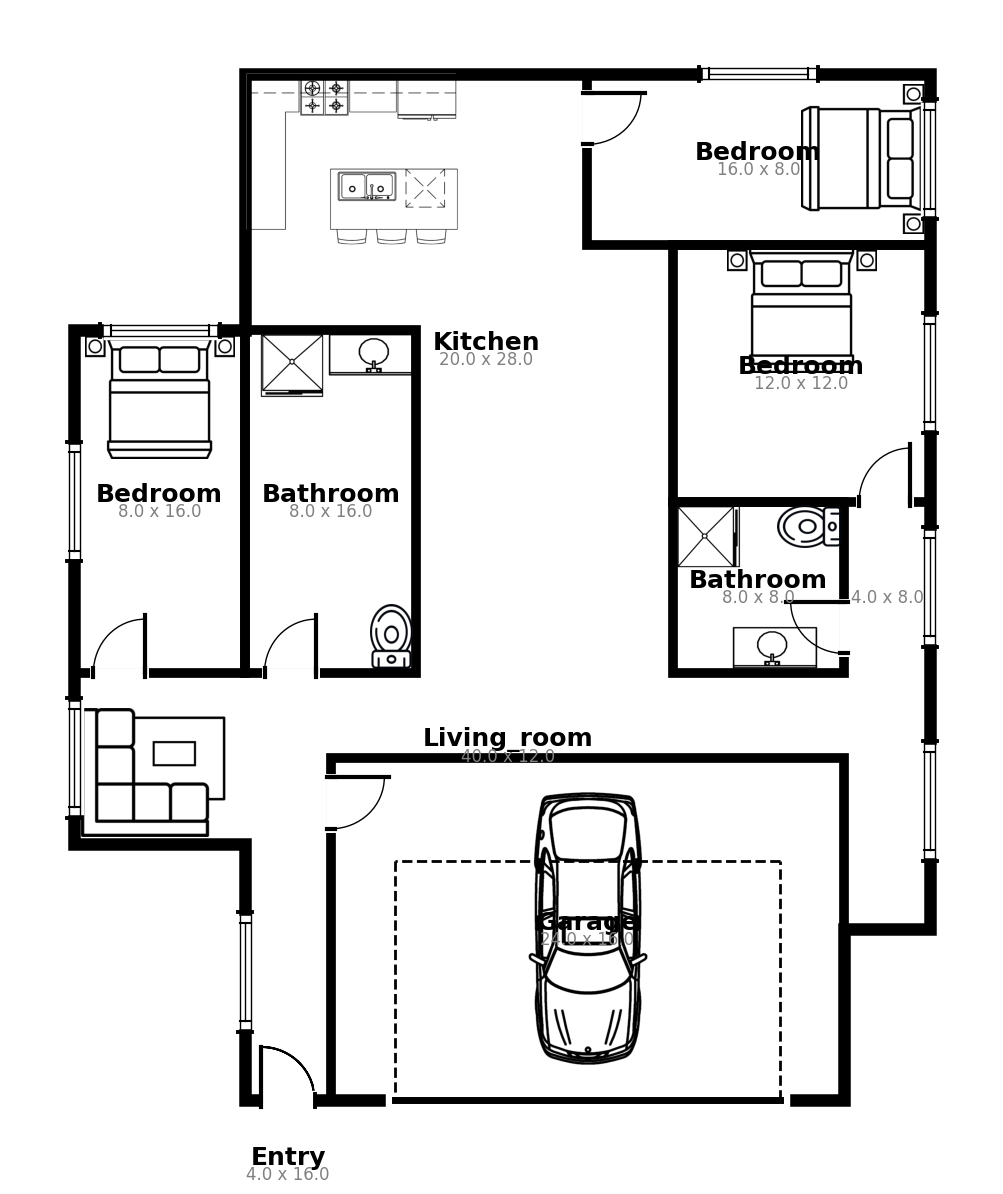 Bedroom
16.0 x 8.0
Kitchen
20.0 x 28.0
Bedroom
12.0 x 12.0
Bedroom
8.0 x 16.0
Bathroom
8.0 x 16.0
Bathroom
8.0 x 8.0
4.0 x 8.0
Living_room
40.0 x 12.0
Garage
24.0 x 16.0
Entry
4.0 x 16.0